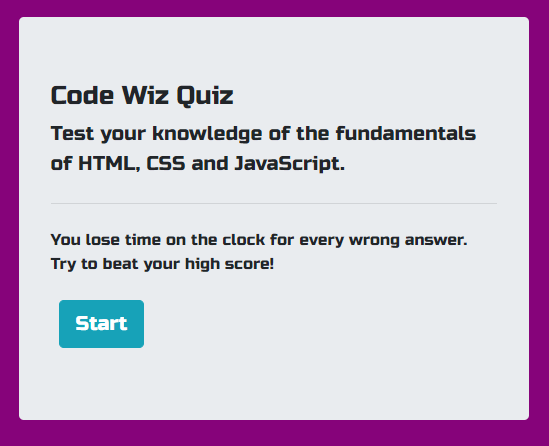 Code Wiz Quiz
Test your knowledge of the fundamentals
of HTML, CSS and JavaScript.
You lose time on the clock for every wrong answer.
Try to beat your high score!
Start